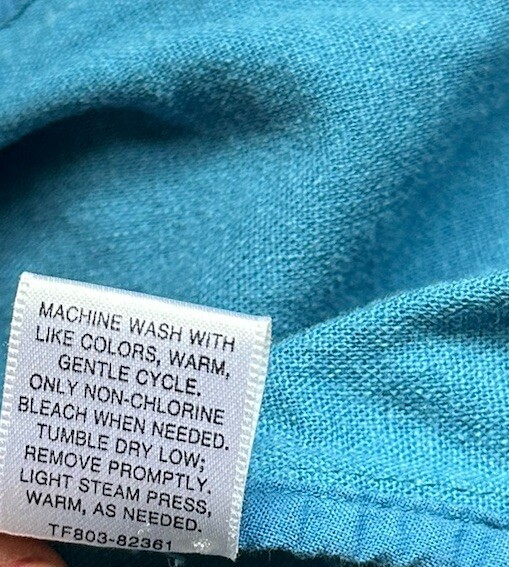 MACHINE WASH WITH
LIKE COLORS, WARM,
GENTLE CYCLE.
ONLY NON-CHLORINE
BLEACH WHEN NEEDED.
TUMBLE DRY LOW;
REMOVE PROMPTLY.
LIGHT STEAM PRESS,
WARM, AS NEEDED.
TF803-82361